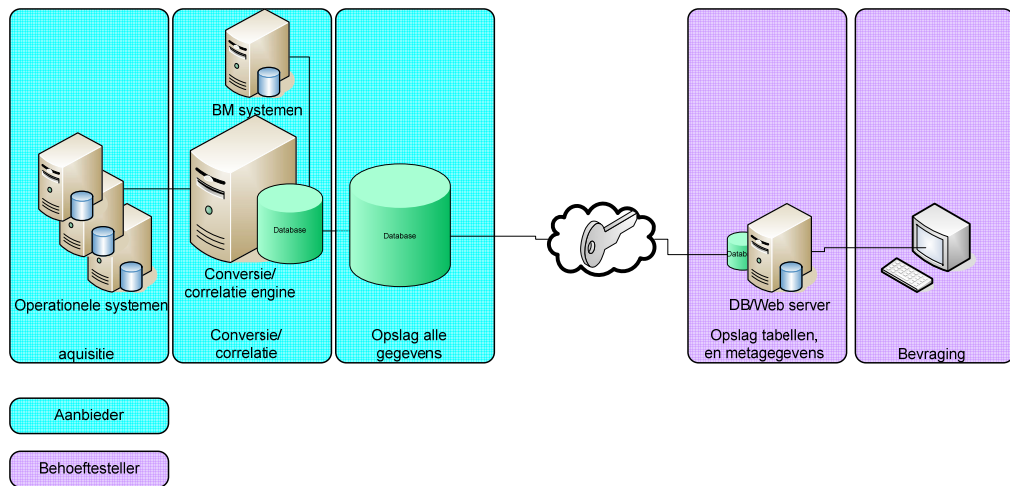 BM systemen
Operationele systemen
Database
Conversie/
correlatie engine
Database
Databa
DB/Web server
aquisitie
Conversie/
correlatie
Opslag alle
gegevens
Opslag tabellen,
en metagegevens
Bevraging
Aanbieder
Behoeftesteller